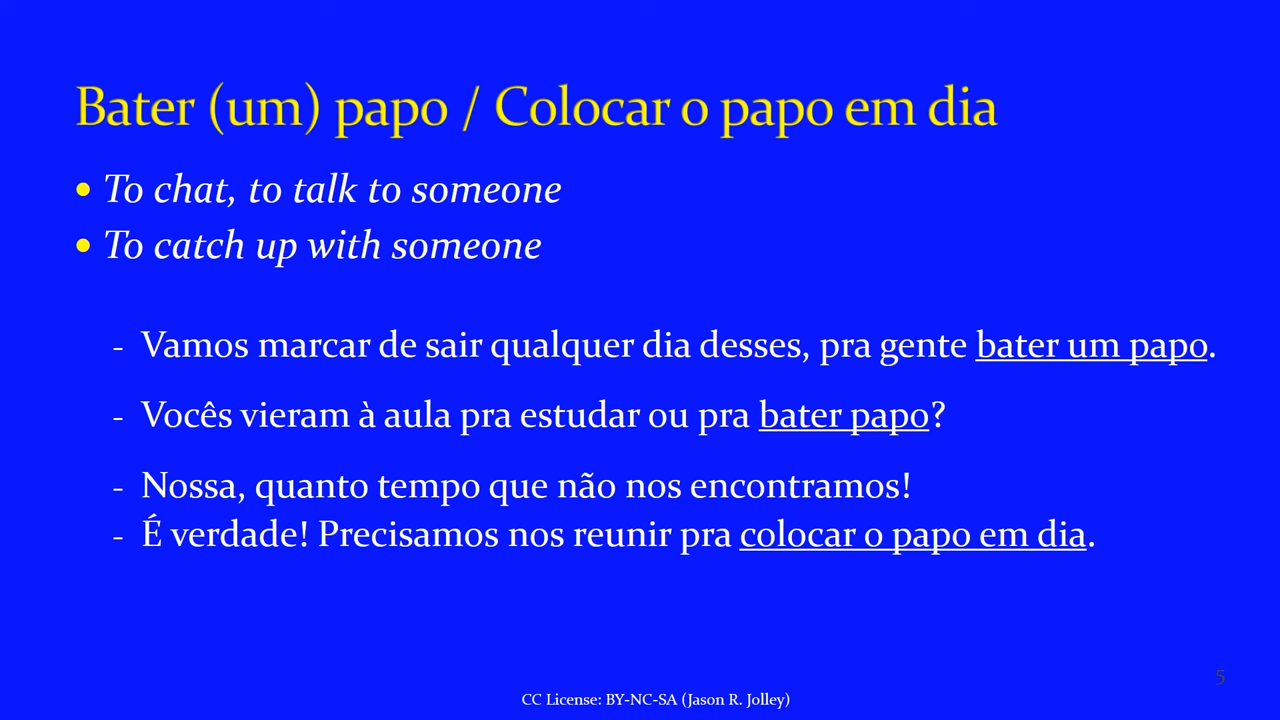 Bater (um) papo / Colocar o papo em dia
• To chat, to talk to someone
• To catch up with someone
- Vamos marcar de sair qualquer dia desses, pra gente bater um papo.
- Vocês vieram à aula pra estudar ou pra bater papo?
- Nossa, quanto tempo que não nos encontramos!
- É verdade! Precisamos nos reunir pra colocar o papo em dia.
5
CC License: BY-NC-SA (Jason R. Jolley)